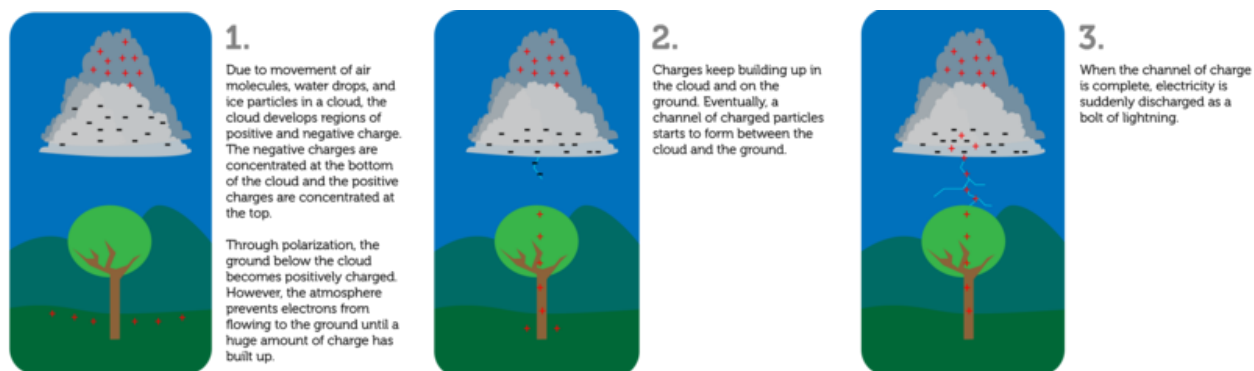 1.
Due to movement of air
molecules, water drops, and
ice particles in a cloud, the
cloud develops regions of
positive and negative charge.
The negative charges are
concentrated at the bottom
of the cloud and the positive
charges are concentrated at
the top.
Through polarization, the
ground below the cloud
becomes positively charged.
However, the atmosphere
prevents electrons from
flowing to the ground until a
huge amount of charge has
built up.
2.
Charges keep building up in
the cloud and on the
ground. Eventually, a
channel of charged particles
starts to form between the
cloud and the ground.
3.
When the channel of charge
is complete, electricity is
suddenly discharged as a
bolt of lightning.